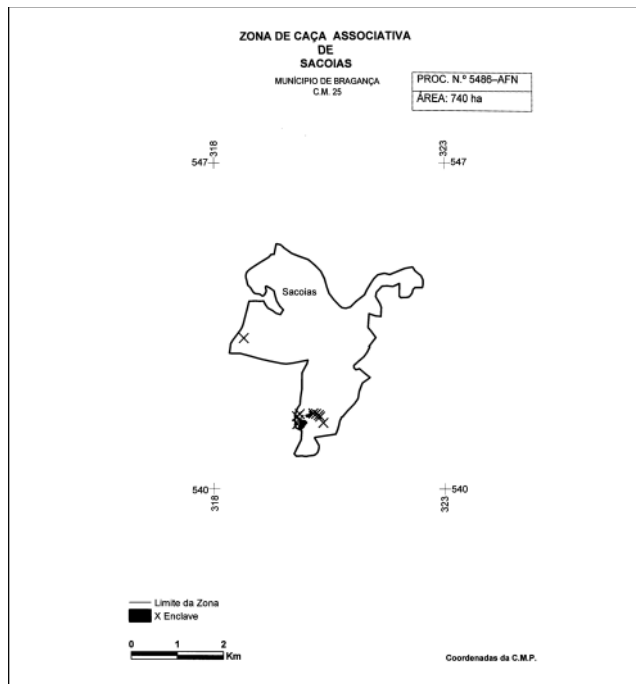 ZONA DE CAÇA ASSOCIATIVA
DE
SACOIAS
MUNÍCIPIO DE BRAGANÇA
C.M. 25
PROC. N.º 5486–AFN
ÁREA: 740 ha
318
323
547
547
Sacoias
540
540
318
323
Limite da Zona
X Enclave
0 1 2
Km
Coordenadas da C.M.P.